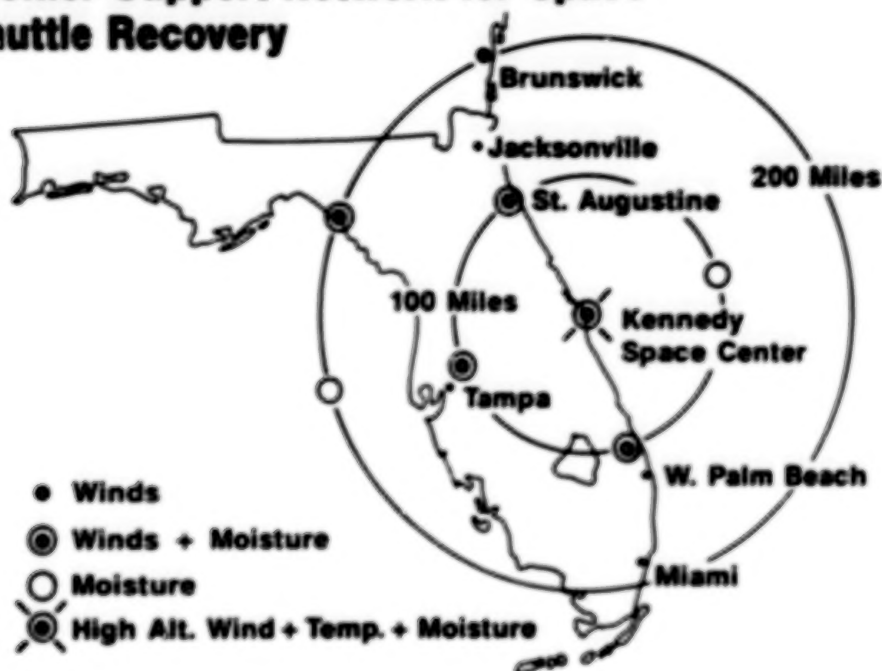 Shuttle Recovery
Brunswick
Jacksonville
200 Miles
St. Augustine
100 Miles
Kennedy
Space Center
Tampa
W. Palm Beach
Winds
Winds + Moisture
Miami
Moisture
High Alt. Wind + Temp. + Moisture